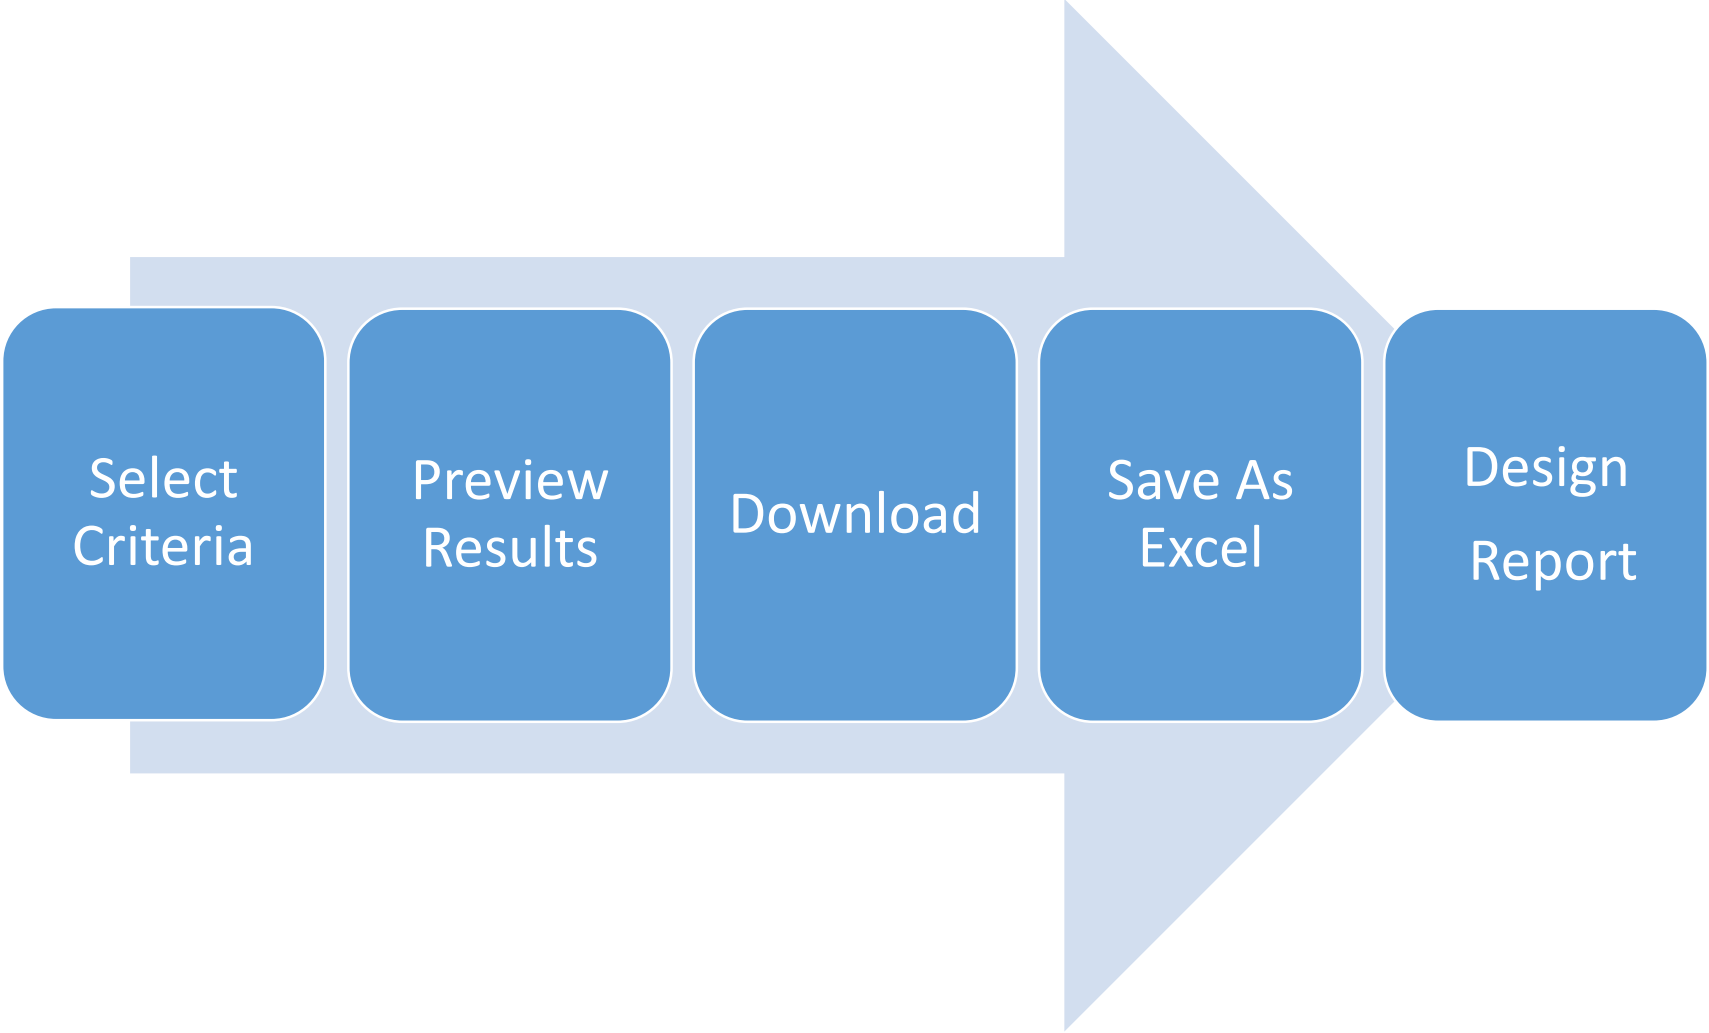 Select
Criteria
Preview
Results
Download
Save As
Excel
Design
Report